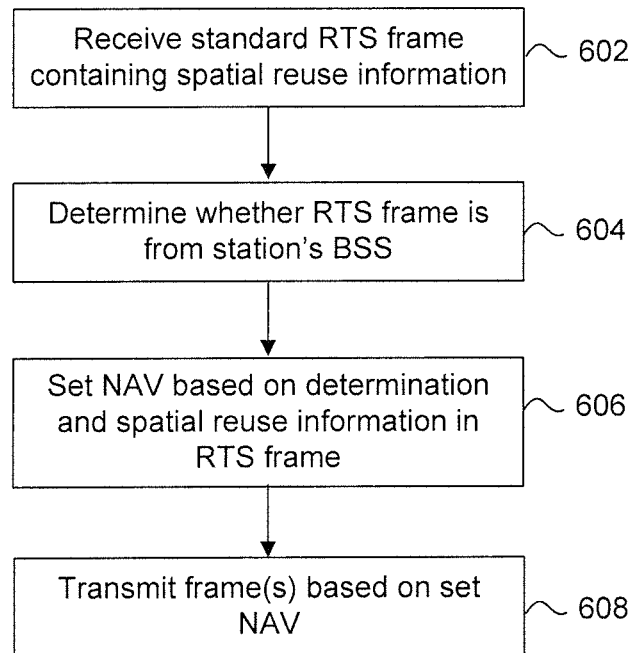 Receive standard RTS frame
containing spatial reuse information
602
Determine whether RTS frame is
from station's BSS
604
Set NAV based on determination
and spatial reuse information in
RTS frame
606
Transmit frame(s) based on set
NAV
608